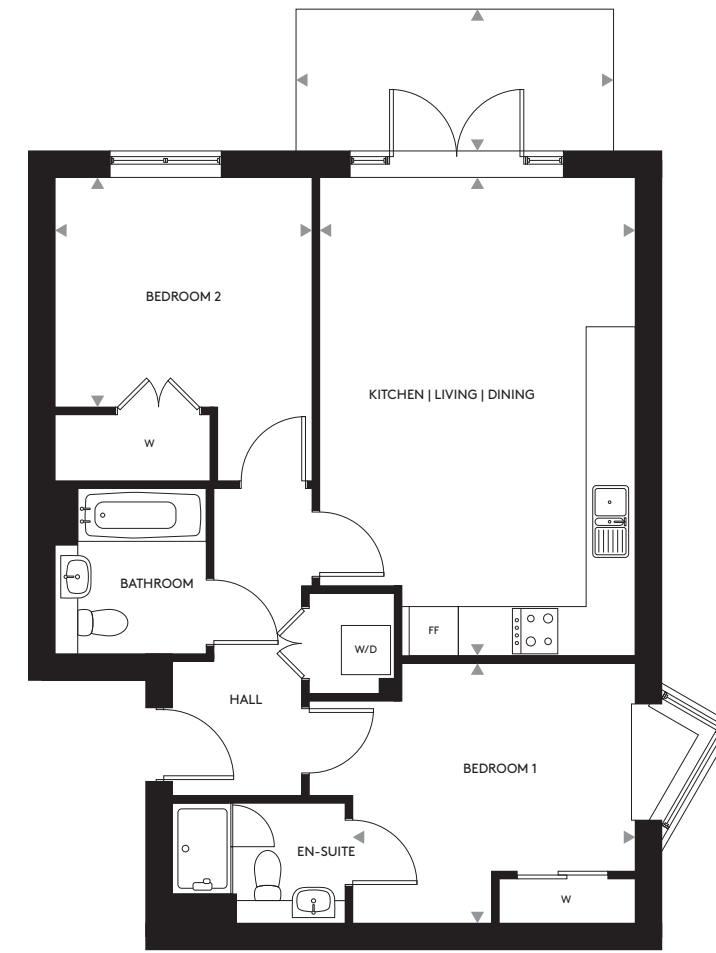 BEDROOM 2
KITCHEN | LIVING | DINING
W
BATHROOM
FF
W/D
HALL
BEDROOM 1
EN-SUITE
W